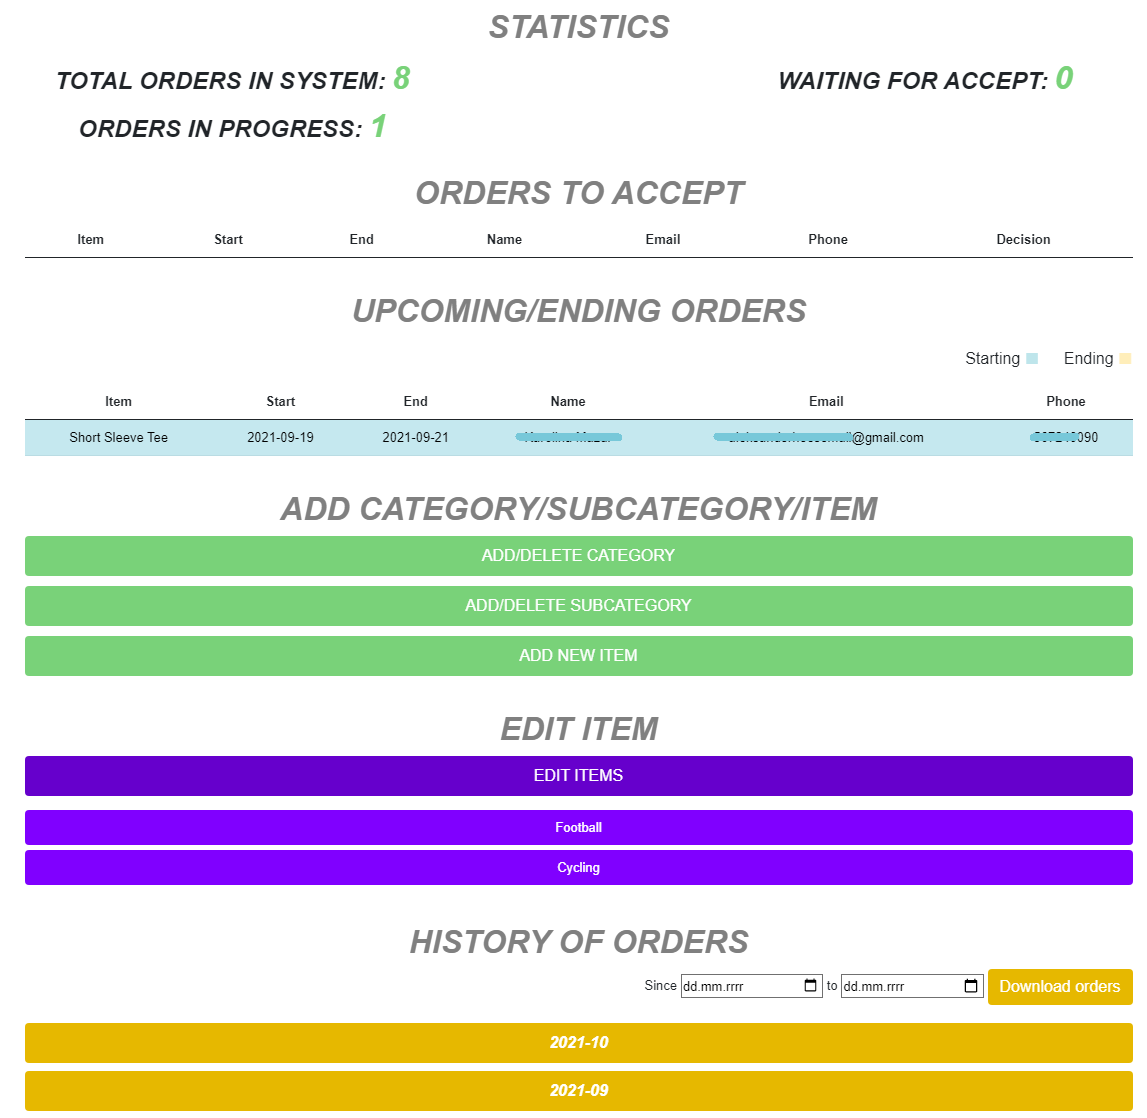 STATISTICS
TOTAL ORDERS IN SYSTEM: 8 WAITING FOR ACCEPT: 0
ORDERS IN PROGRESS: 1
ORDERS TO ACCEPT
Item Start End Name Email Phone Decision
UPCOMING/ENDING ORDERS
Starting Ending
Item Start End Name Email Phone
Short Sleeve Tee 2021-09-19 2021-09-21 @gmail.com 090
ADD CATEGORY/SUBCATEGORY/ITEM
ADD/DELETE CATEGORY
ADD/DELETE SUBCATEGORY
ADD NEW ITEM
EDIT ITEM
EDIT ITEMS
Football
Cycling
HISTORY OF ORDERS
Since dd.mm.rrrr to dd.mm.rrrr Download orders
2021-10
2021-09